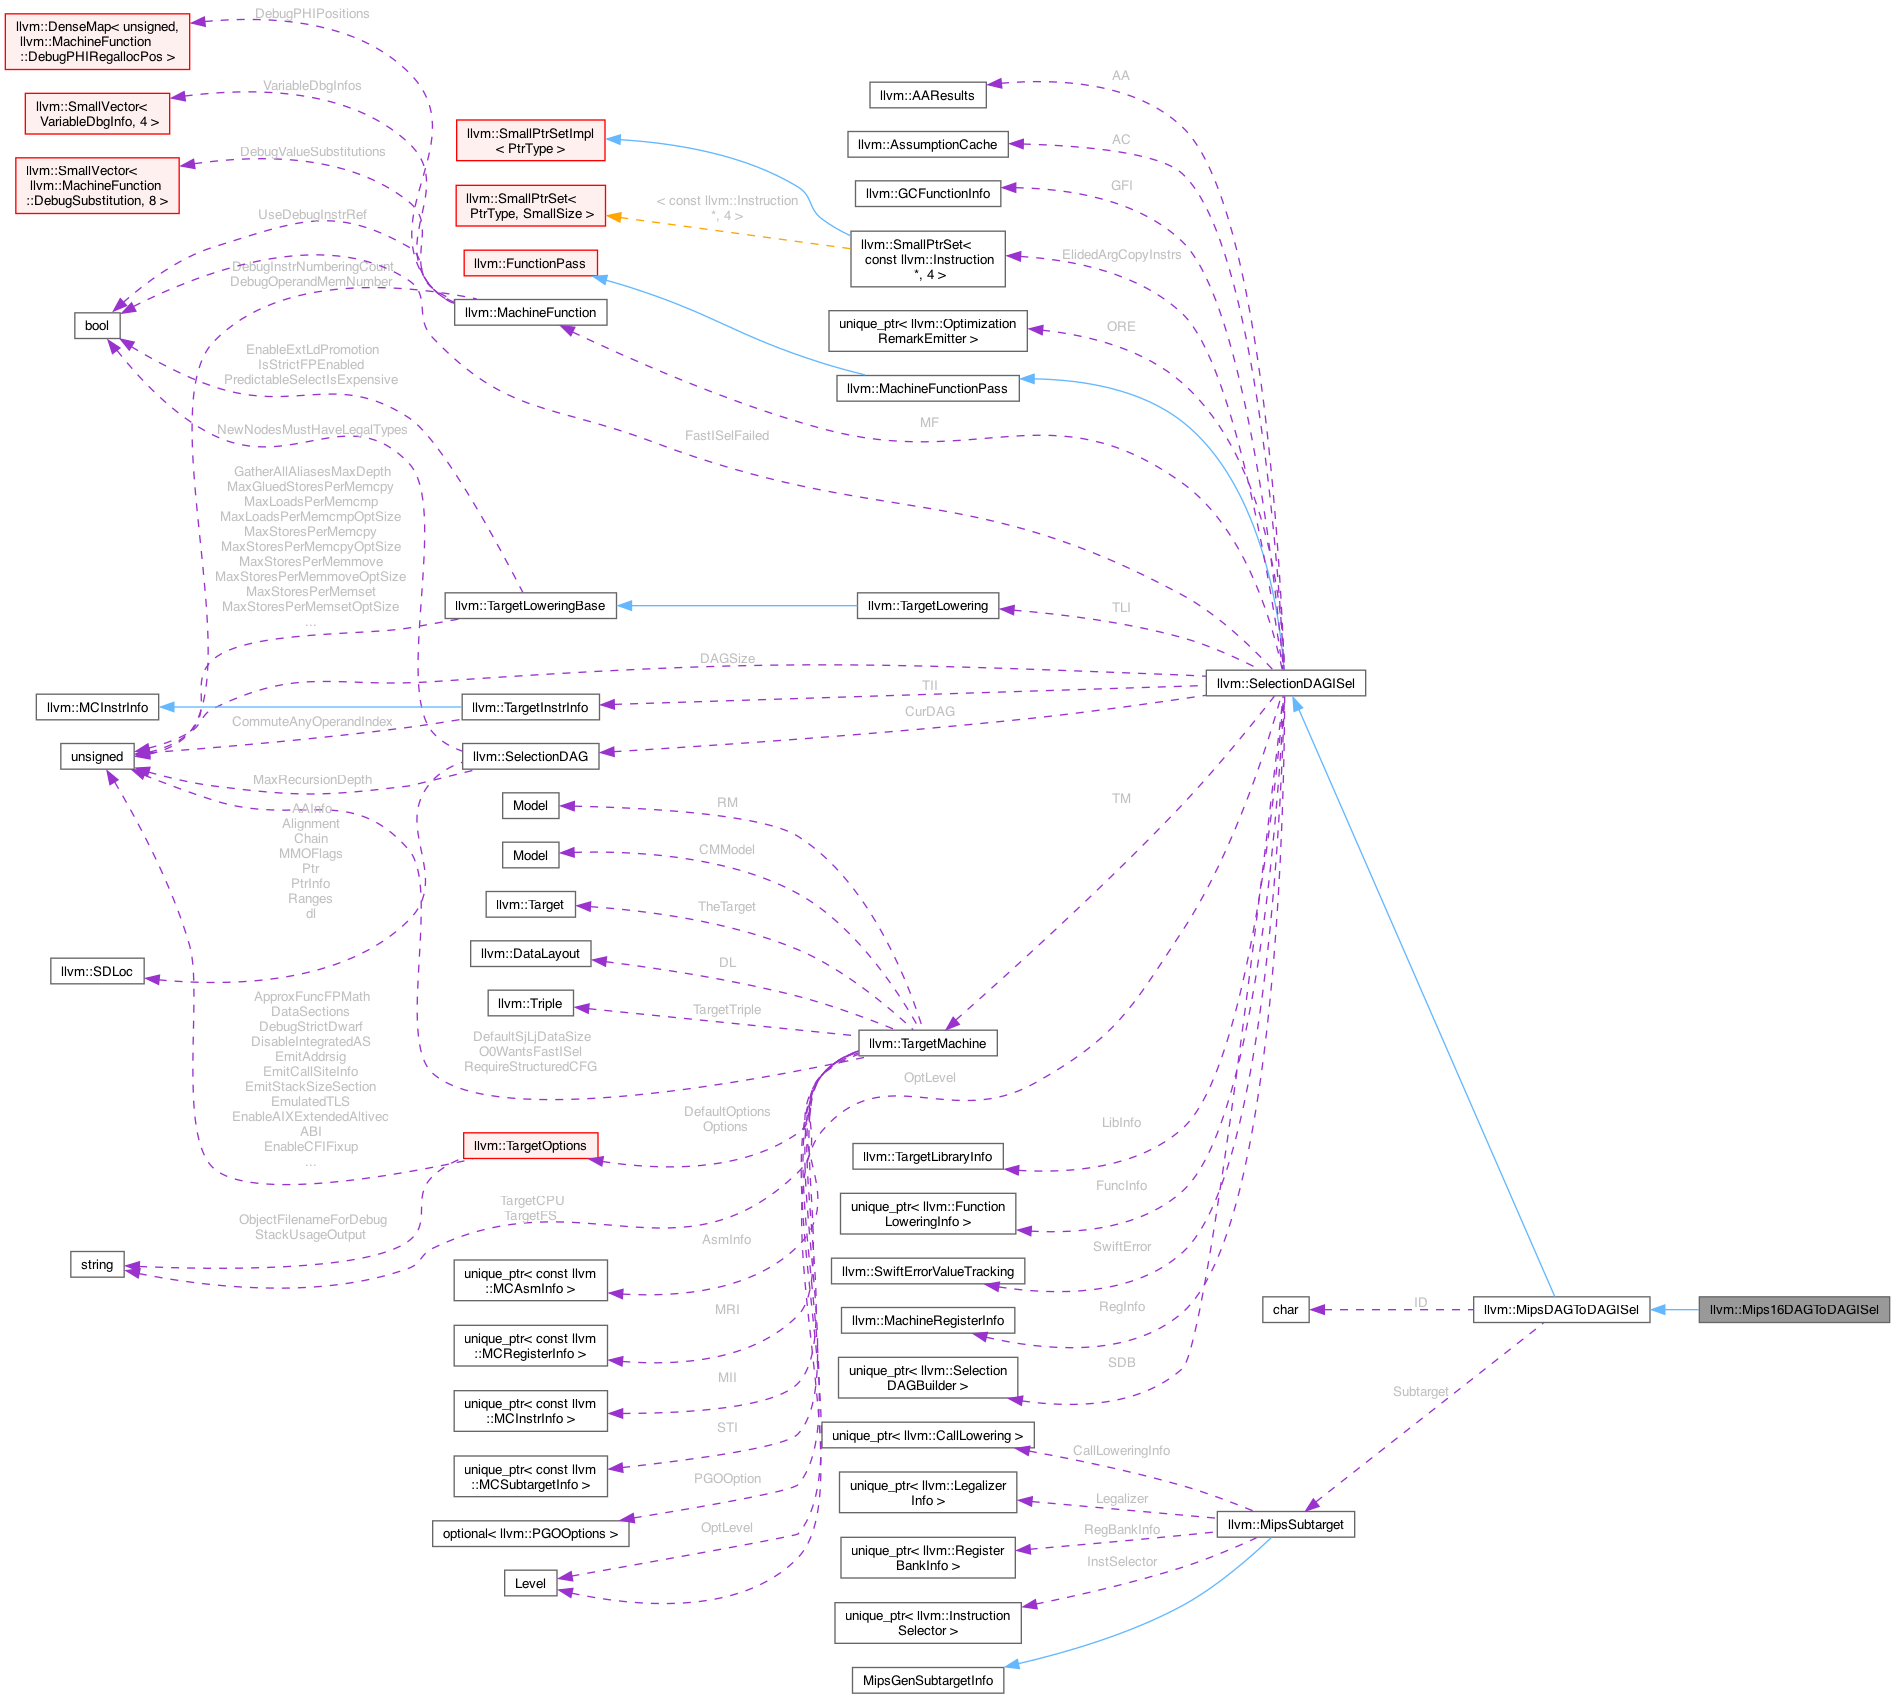 DebugPHIPositions
llvm::DenseMap< unsigned,
llvm::MachineFunction
::DebugPHIRegallocPos >
VariableDbgInfos
llvm::SmallVector<
VariableDbgInfo, 4 >
DebugValueSubstitutions
llvm::SmallVector<
llvm::MachineFunction
::DebugSubstitution, 8 >
UseDebugInstrRef
DebugInstrNumberingCount
DebugOperandMemNumber
bool
EnableExtLdPromotion
IsStrictFPEnabled
PredictableSelectIsExpensive
NewNodesMustHaveLegalTypes
GatherAllAliasesMaxDepth
MaxGluedStoresPerMemcpy
MaxLoadsPerMemcmp
MaxLoadsPerMemcmpOptSize
MaxStoresPerMemcpy
MaxStoresPerMemcpyOptSize
MaxStoresPerMemmove
MaxStoresPerMemmoveOptSize
MaxStoresPerMemset
MaxStoresPerMemsetOptSize
...
llvm::MCInstrInfo
CommuteAnyOperandIndex
unsigned
MaxRecursionDepth
AAInfo
Alignment
Chain
MMOFlags
Ptr
PtrInfo
Ranges
dl
llvm::SDLoc
ApproxFuncFPMath
DataSections
DebugStrictDwarf
DisableIntegratedAS
EmitAddrsig
EmitCallSiteInfo
EmitStackSizeSection
EmulatedTLS
EnableAIXExtendedAltivec
ABI
EnableCFIFixup
...
ObjectFilenameForDebug
StackUsageOutput
string
llvm::SmallPtrSetImpl
< PtrType >
llvm::SmallPtrSet<
PtrType, SmallSize >
< const llvm::Instruction
*, 4 >
llvm::FunctionPass
llvm::MachineFunction
FastISelFailed
llvm::TargetLoweringBase
DAGSize
llvm::TargetInstrInfo
llvm::SelectionDAG
Model
RM
Model
CMModel
llvm::Target
TheTarget
llvm::DataLayout
DL
llvm::Triple
TargetTriple
DefaultSjLjDataSize
O0WantsFastISel
RequireStructuredCFG
DefaultOptions
Options
llvm::TargetOptions
TargetCPU
TargetFS
AsmInfo
unique_ptr< const llvm
::MCAsmInfo >
MRI
unique_ptr< const llvm
::MCRegisterInfo >
MII
unique_ptr< const llvm
::MCInstrInfo >
STI
unique_ptr< const llvm
::MCSubtargetInfo >
PGOOption
optional< llvm::PGOOptions >
OptLevel
Level
llvm::AAResults
AA
llvm::AssumptionCache
AC
llvm::GCFunctionInfo
GFI
llvm::SmallPtrSet<
const llvm::Instruction
*, 4 >
ElidedArgCopyInstrs
unique_ptr< llvm::Optimization
RemarkEmitter >
ORE
llvm::MachineFunctionPass
MF
llvm::TargetLowering
TLI
TII
CurDAG
llvm::SelectionDAGISel
TM
llvm::TargetMachine
OptLevel
llvm::TargetLibraryInfo
LibInfo
unique_ptr< llvm::Function
LoweringInfo >
FuncInfo
llvm::SwiftErrorValueTracking
SwiftError
llvm::MachineRegisterInfo
RegInfo
unique_ptr< llvm::Selection
DAGBuilder >
SDB
unique_ptr< llvm::CallLowering >
CallLoweringInfo
unique_ptr< llvm::Legalizer
Info >
Legalizer
unique_ptr< llvm::Register
BankInfo >
RegBankInfo
InstSelector
unique_ptr< llvm::Instruction
Selector >
MipsGenSubtargetInfo
char
ID
llvm::MipsDAGToDAGISel
llvm::Mips16DAGToDAGISel
Subtarget
llvm::MipsSubtarget